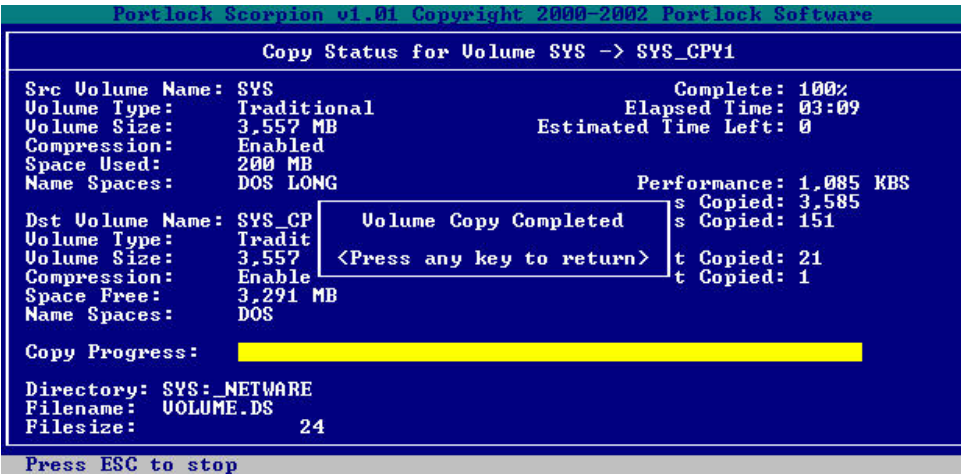 Portlock Scorpion v1.01 Copyright 2000-2002 Portlock Software
Copy Status for Volume SYS -> SYS_CPY1
Src Volume Name: SYS Complete: 100%
Volume Type: Traditional Elapsed Time: 03:09
Volume Size: 3,557 MB Estimated Time Left: 0
Compression: Enabled
Space Used: 200 MB
Name Spaces: DOS LONG Performance: 1,085 KBS
s Copied: 3,585
Dst Volume Name: SYS_CP Volume Copy Completed s Copied: 151
Volume Type: Tradit
Volume Size: 3,557 <Press any key to return> t Copied: 21
Compression: Enable t Copied: 1
Space Free: 3,291 MB
Name Spaces: DOS
Copy Progress:
Directory: SYS:_NETWARE
Filename: VOLUME.DS
Filesize: 24
Press ESC to stop